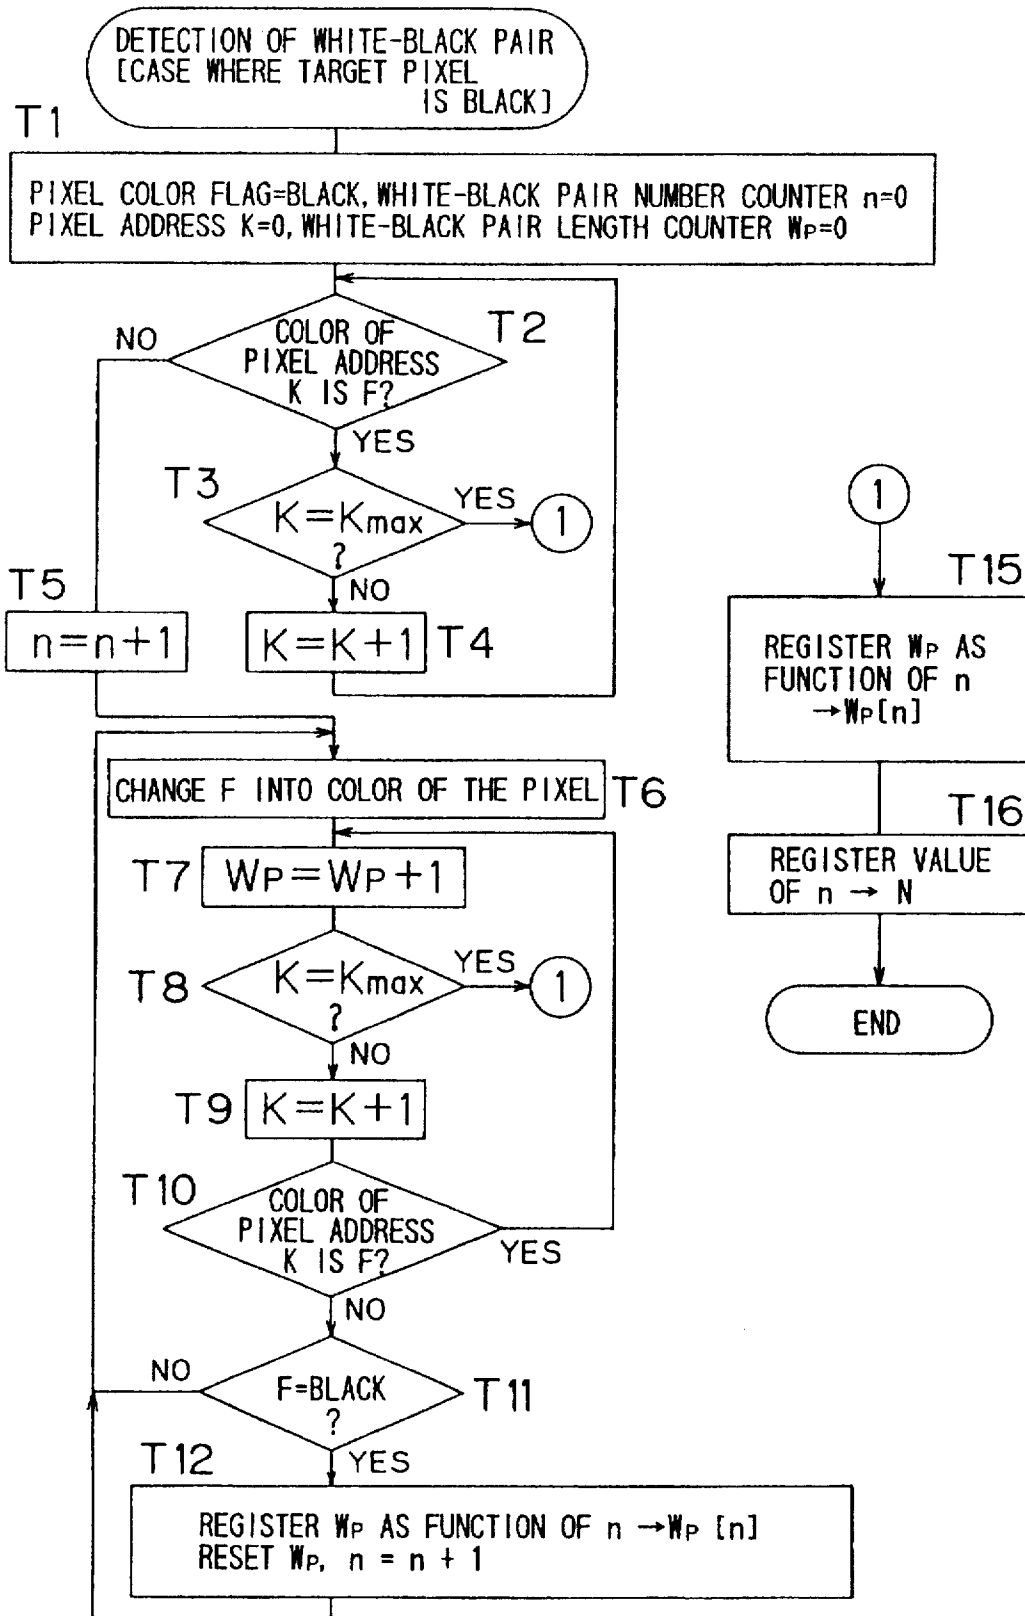 DETECTION OF WHITE-BLACK PAIR
[CASE WHERE TARGET PIXEL
IS BLACK]
T1
PIXEL COLOR FLAG=BLACK, WHITE-BLACK PAIR NUMBER COUNTER n=0
PIXEL ADDRESS K=0, WHITE-BLACK PAIR LENGTH COUNTER WP=0
T2
COLOR OF
PIXEL ADDRESS
K IS F?
NO
YES
T3
K=Kmax
?
YES
1
NO
T5
n=n+1
K=K+1
T4
CHANGE F INTO COLOR OF THE PIXEL
T6
T7
WP=WP+1
T8
K=Kmax
?
YES
1
NO
T9
K=K+1
T10
COLOR OF
PIXEL ADDRESS
K IS F?
YES
NO
T11
F=BLACK
?
NO
YES
T12
REGISTER WP AS FUNCTION OF n →WP [n]
RESET WP, n = n + 1
1
T15
REGISTER WP AS
FUNCTION OF n
→WP[n]
T16
REGISTER VALUE
OF n → N
END